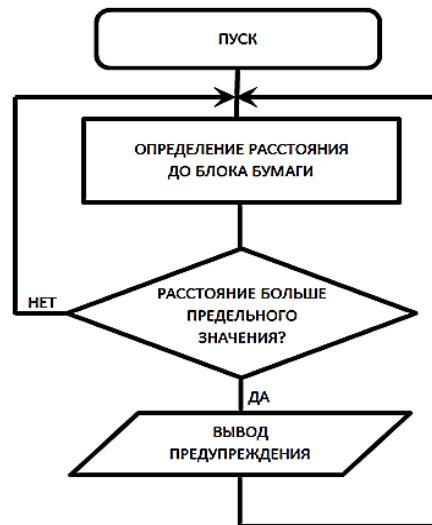 ПУСК
ОПРЕДЕЛЕНИЕ РАССТОЯНИЯ
ДО БЛОКА БУМАГИ
НЕТ
РАССТОЯНИЕ БОЛЬШЕ
ПРЕДЕЛЬНОГО
ЗНАЧЕНИЯ?
ДА
ВЫВОД
ПРЕДУПРЕЖДЕНИЯ